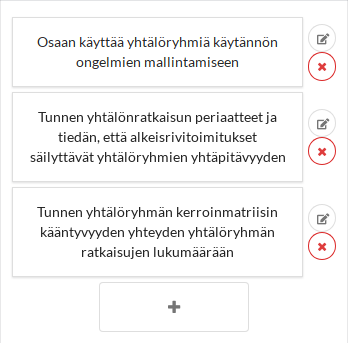 Osaan käyttää yhtälöryhmiä käytännön
ongelmien mallintamiseen
Tunnen yhtälönratkaisun periaatteet ja
tiedän, että alkeisrivitoimitukset
säilyttävät yhtälöryhmien yhtäpitävyyden
Tunnen yhtälöryhmän kerroinmatriisin
kääntyvyyden yhteyden yhtälöryhmän
ratkaisujen lukumäärään